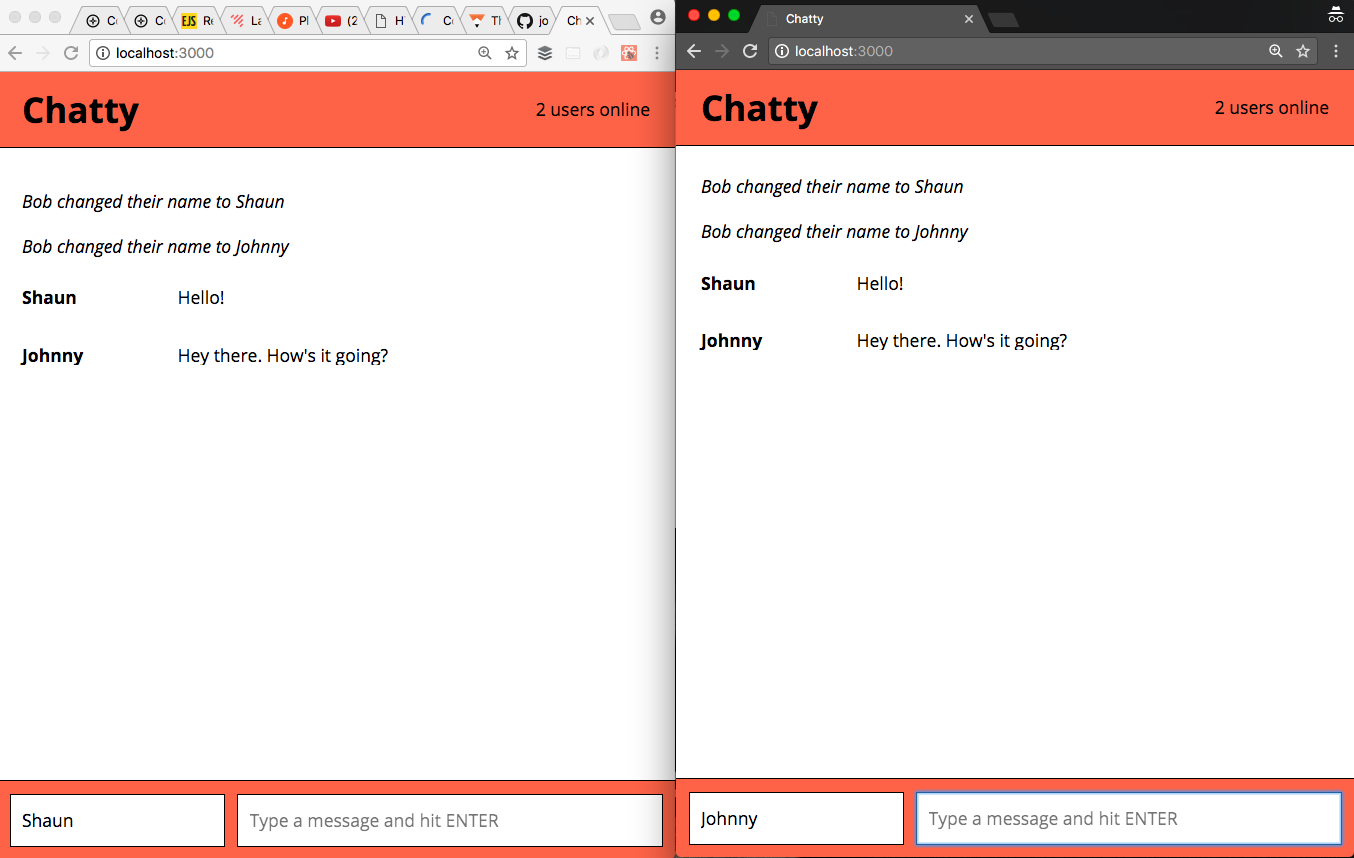 C
C
EJS Re
La
Pl
(2
H
C
Th
jo
Ch
localhost:3000
Chatty
2 users online
Bob changed their name to Shaun
Bob changed their name to Johnny
Shaun Hello!
Johnny Hey there. How's it going?
Shaun
Type a message and hit ENTER
Chatty
localhost:3000
Chatty
2 users online
Bob changed their name to Shaun
Bob changed their name to Johnny
Shaun Hello!
Johnny Hey there. How's it going?
Johnny
Type a message and hit ENTER